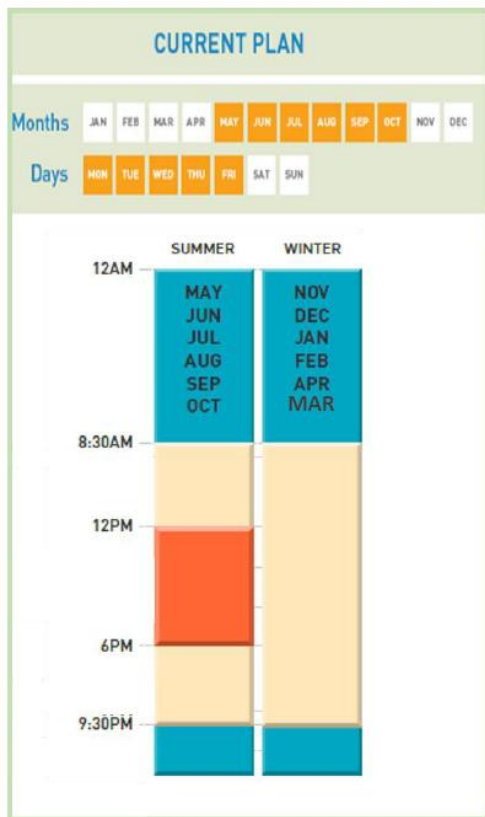 CURRENT PLAN
Months JAN FEB MAR APR MAY JUN JUL AUG SEP OCT NOV DEC
Days MON TUE WED THU FRI SAT SUN
SUMMER WINTER
12AM
MAY NOV
JUN DEC
JUL JAN
AUG FEB
SEP APR
OCT MAR
8:30AM
12PM
6PM
9:30PM